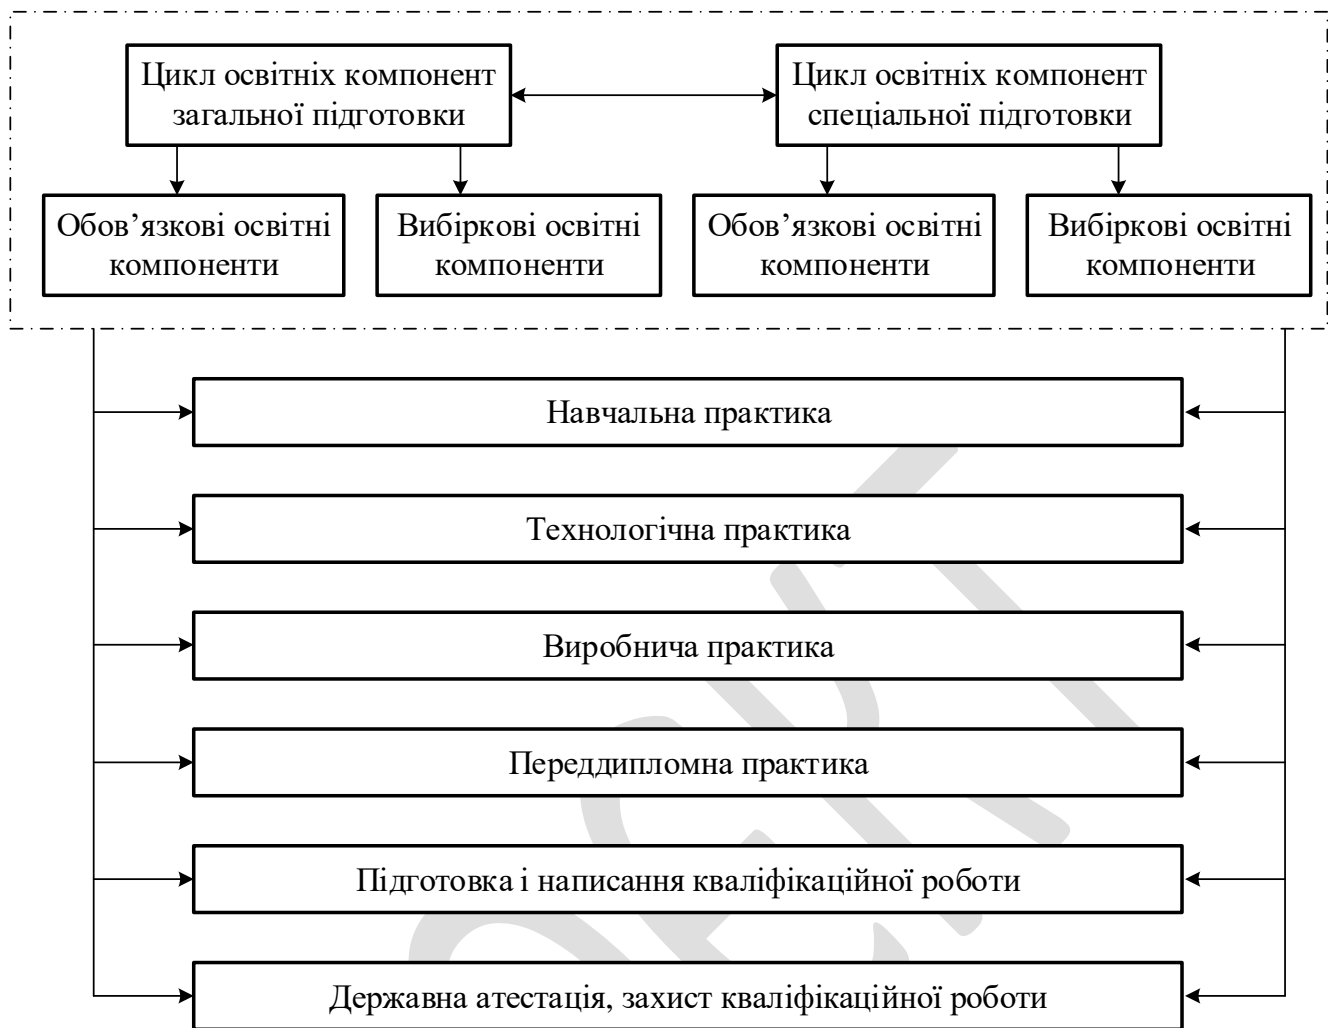 Цикл освітніх компонент
загальної підготовки
Цикл освітніх компонент
спеціальної підготовки
Обов’язкові освітні
компоненти
Вибіркові освітні
компоненти
Обов’язкові освітні
компоненти
Вибіркові освітні
компоненти
Навчальна практика
Технологічна практика
Виробнича практика
Переддипломна практика
Підготовка і написання кваліфікаційної роботи
Державна атестація, захист кваліфікаційної роботи